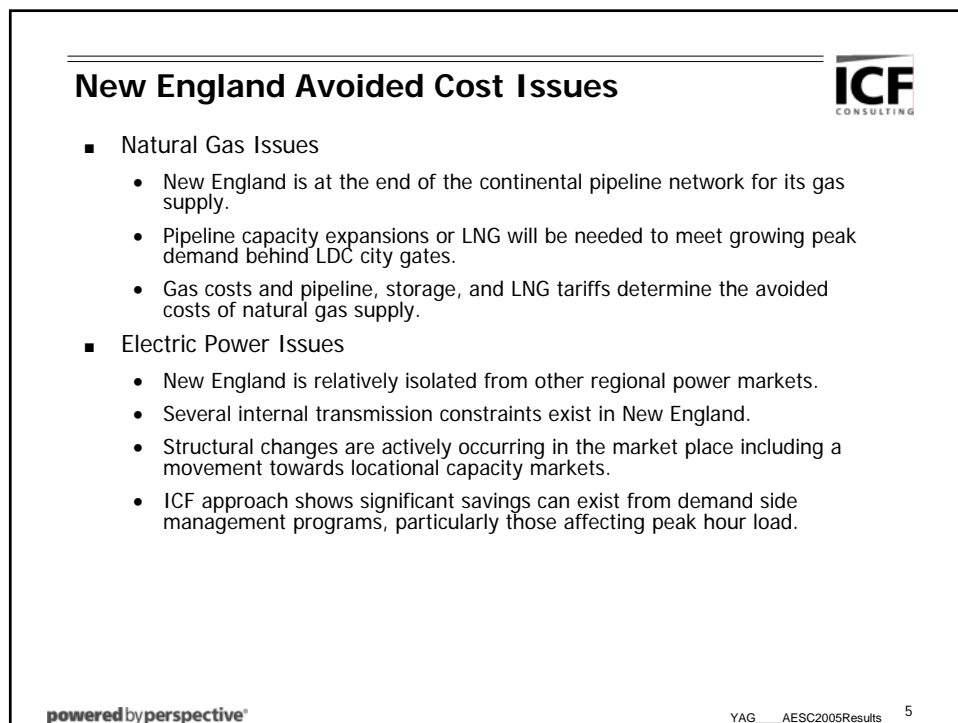 New England Avoided Cost Issues
ICF
CONSULTING
■ Natural Gas Issues
• New England is at the end of the continental pipeline network for its gas
supply.
• Pipeline capacity expansions or LNG will be needed to meet growing peak
demand behind LDC city gates.
• Gas costs and pipeline, storage, and LNG tariffs determine the avoided
costs of natural gas supply.
■ Electric Power Issues
• New England is relatively isolated from other regional power markets.
• Several internal transmission constraints exist in New England.
• Structural changes are actively occurring in the market place including a
movement towards locational capacity markets.
• ICF approach shows significant savings can exist from demand side
management programs, particularly those affecting peak hour load.
powered by perspective®
YAG____AESC2005Results 5